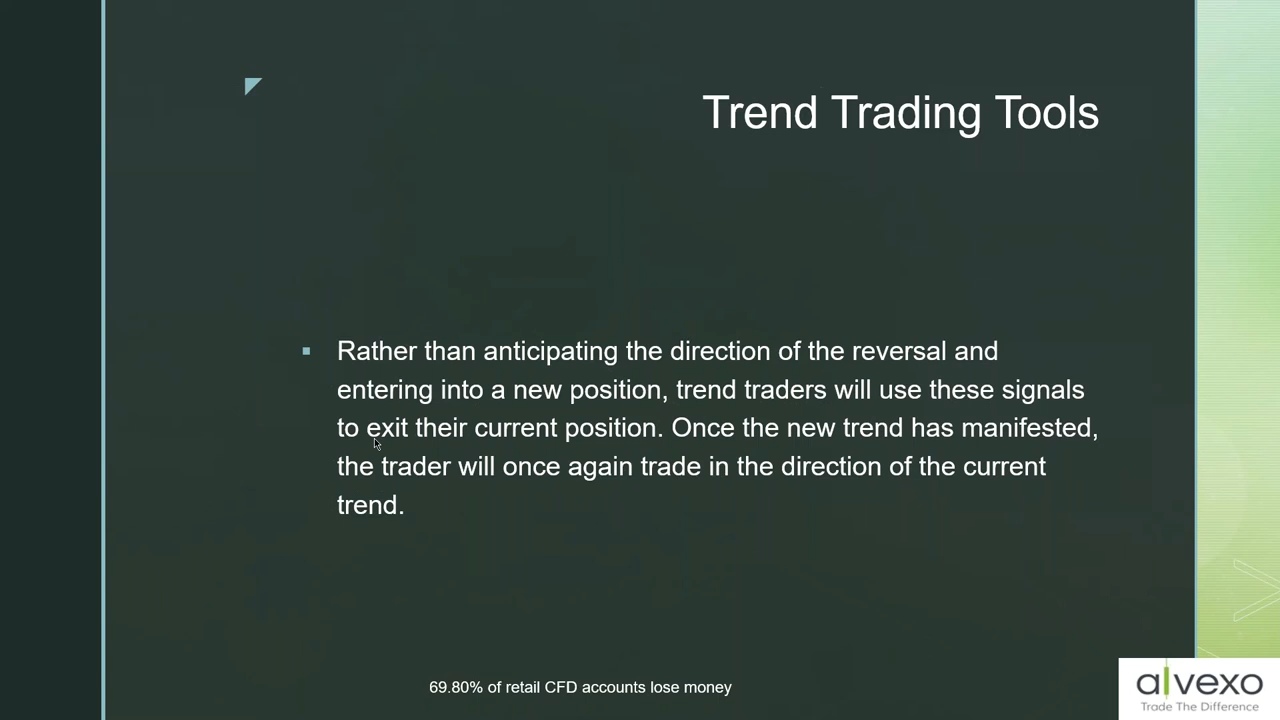 Trend Trading Tools
▪ Rather than anticipating the direction of the reversal and
entering into a new position, trend traders will use these signals
to exit their current position. Once the new trend has manifested,
the trader will once again trade in the direction of the current
trend.
69.80% of retail CFD accounts lose money
alvexo
Trade The Difference